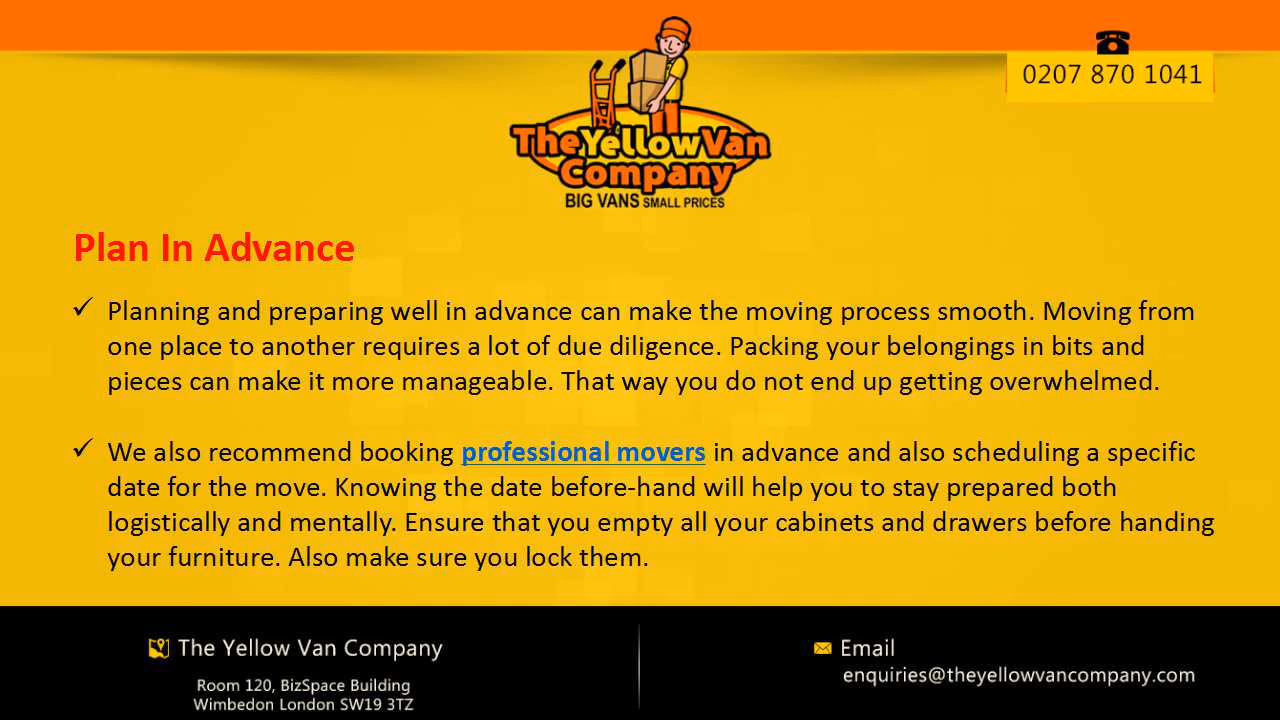 0207 870 1041
The Yellow Van
Company
BIG VANS SMALL PRICES
Plan In Advance
✓ Planning and preparing well in advance can make the moving process smooth. Moving from
one place to another requires a lot of due diligence. Packing your belongings in bits and
pieces can make it more manageable. That way you do not end up getting overwhelmed.
✓ We also recommend booking professional movers in advance and also scheduling a specific
date for the move. Knowing the date before-hand will help you to stay prepared both
logistically and mentally. Ensure that you empty all your cabinets and drawers before handing
your furniture. Also make sure you lock them.
The Yellow Van Company
Room 120, BizSpace Building
Wimbedon London SW19 3TZ
Email
enquiries@theyellowvancompany.com